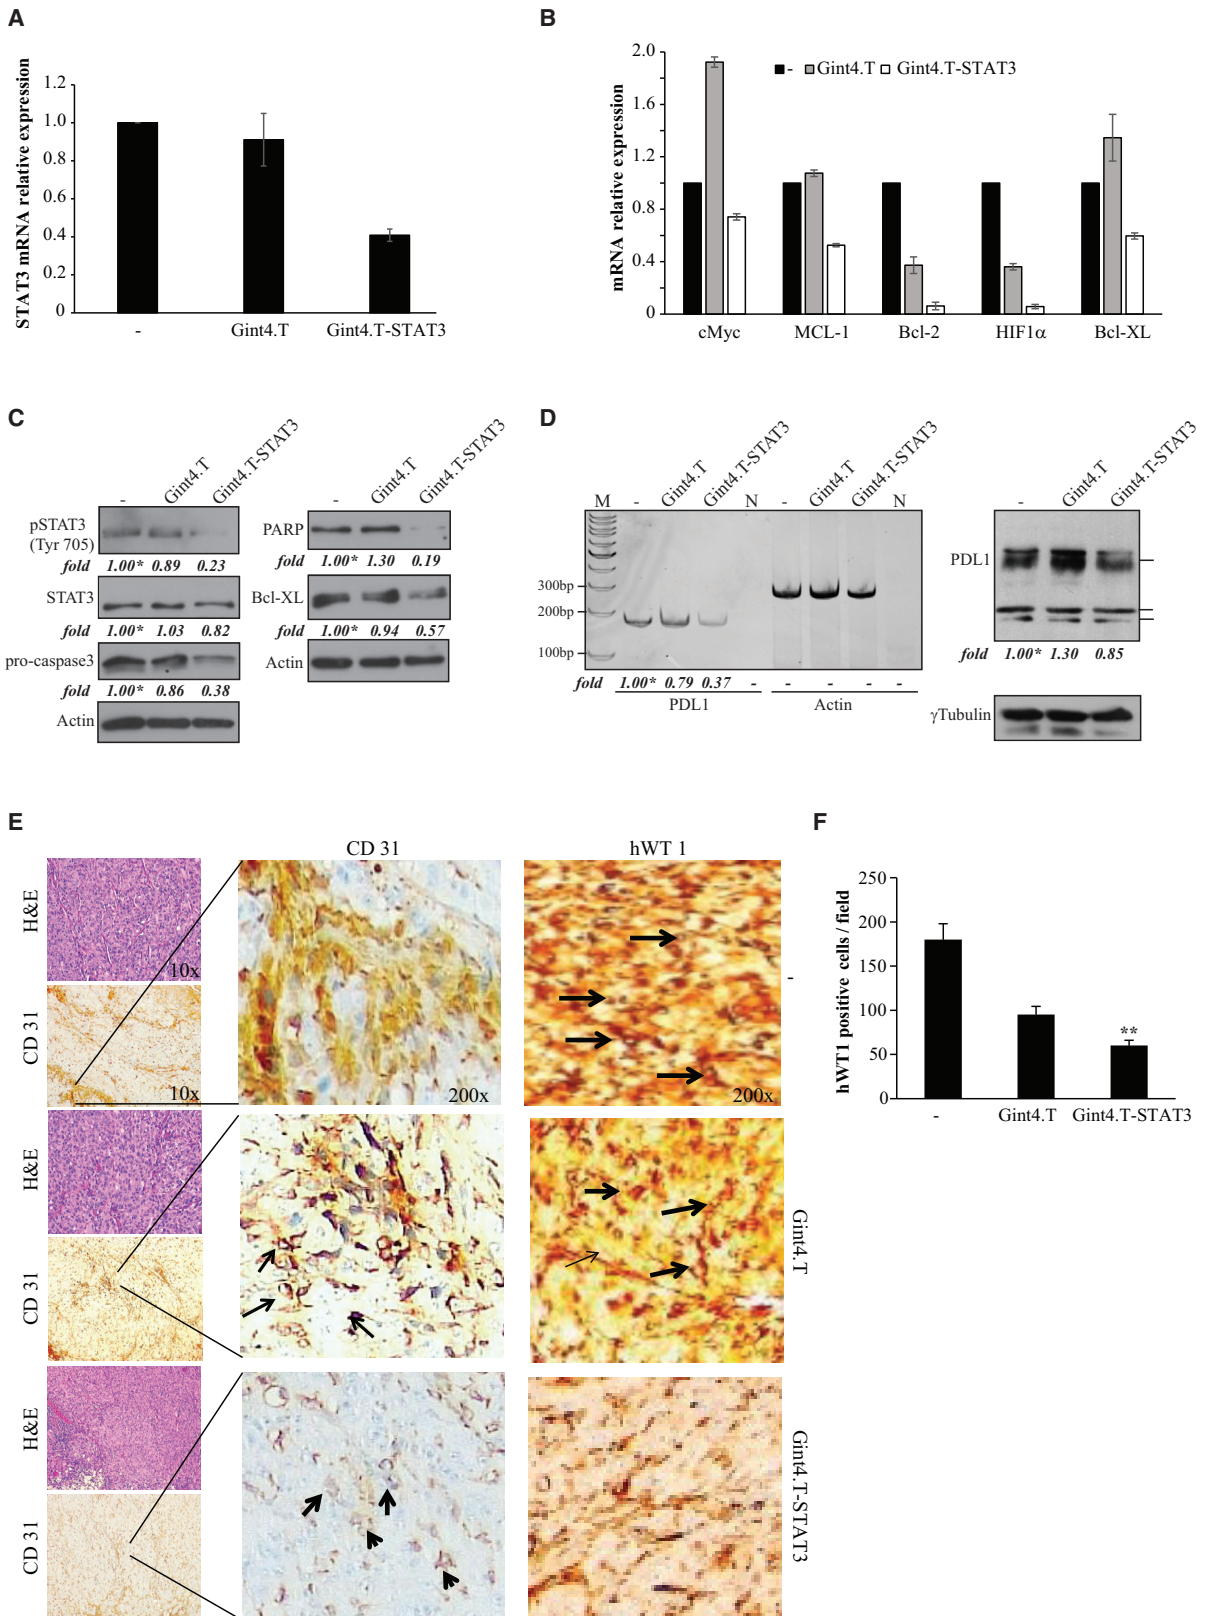 A
STAT3 mRNA relative expression
1.2
1.0
0.8
0.6
0.4
0.2
0
-
Gint4.T
Gint4.T-STAT3
B
mRNA relative expression
2.0
1.6
1.2
0.8
0.4
0
- Gint4.T Gint4.T-STAT3
cMyc
MCL-1
Bcl-2
HIF1α
Bcl-XL
C
- Gint4.T Gint4.T-STAT3
pSTAT3
(Tyr 705)
fold 1.00* 0.89 0.23
STAT3
fold 1.00* 1.03 0.82
pro-caspase3
fold 1.00* 0.86 0.38
Actin
- Gint4.T Gint4.T-STAT3
PARP
fold 1.00* 1.30 0.19
Bcl-XL
fold 1.00* 0.94 0.57
Actin
D
M - Gint4.T Gint4.T-STAT3 N - Gint4.T Gint4.T-STAT3 N
300bp
200bp
100bp
fold 1.00* 0.79 0.37 - - - - -
PDL1 Actin
- Gint4.T Gint4.T-STAT3
PDL1
fold 1.00* 1.30 0.85
γTubulin
E
CD 31
hWT 1
H&E
10x
CD 31
10x
200x
200x
-
H&E
CD 31
Gint4.T
H&E
CD 31
Gint4.T-STAT3
F
hWT1 positive cells / field
250
200
150
100
50
0
**
-
Gint4.T
Gint4.T-STAT3